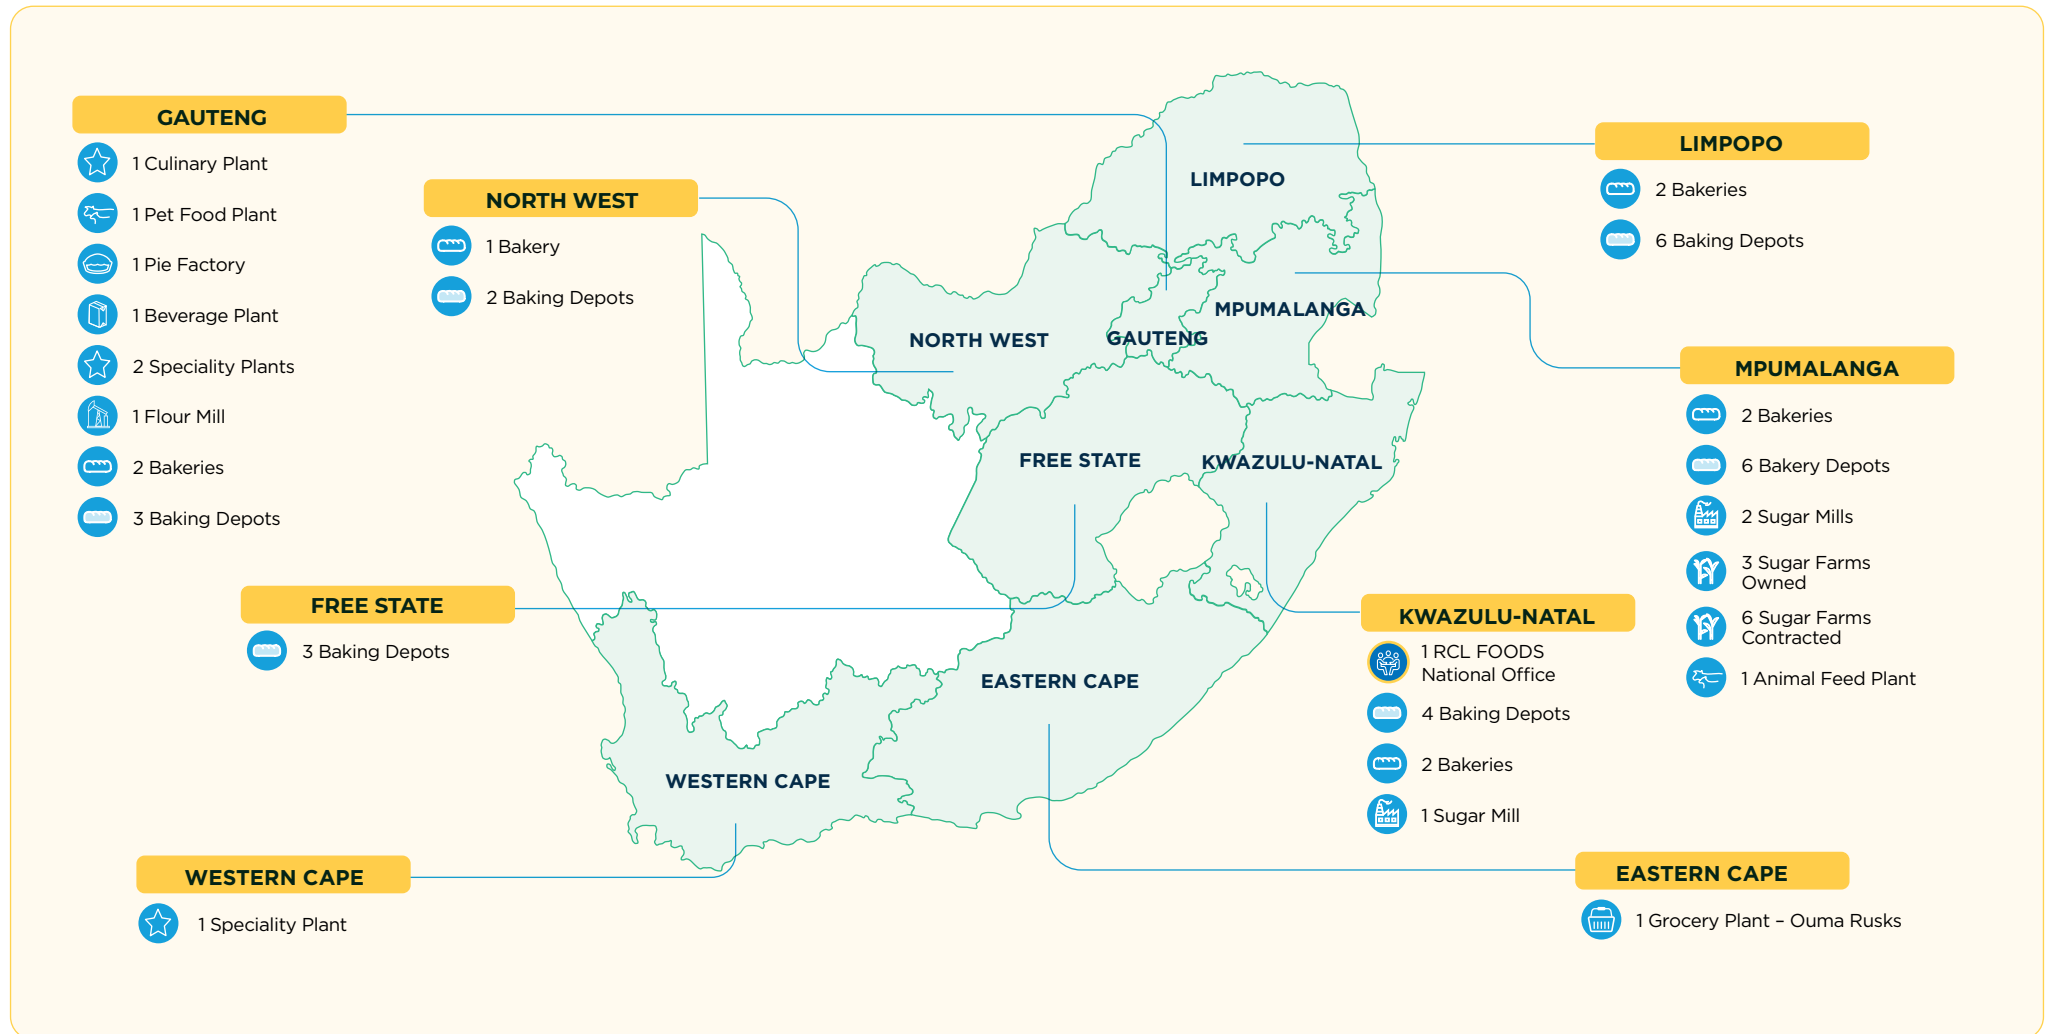 GAUTENG
1 Culinary Plant
1 Pet Food Plant
1 Pie Factory
1 Beverage Plant
2 Speciality Plants
1 Flour Mill
2 Bakeries
3 Baking Depots
NORTH WEST
1 Bakery
2 Baking Depots
FREE STATE
3 Baking Depots
WESTERN CAPE
1 Speciality Plant
LIMPOPO
NORTH WEST
GAUTENG
MPUMALANGA
FREE STATE
KWAZULU-NATAL
EASTERN CAPE
WESTERN CAPE
LIMPOPO
2 Bakeries
6 Baking Depots
MPUMALANGA
2 Bakeries
6 Bakery Depots
2 Sugar Mills
3 Sugar Farms
Owned
6 Sugar Farms
Contracted
1 Animal Feed Plant
KWAZULU-NATAL
1 RCL FOODS
National Office
4 Baking Depots
2 Bakeries
1 Sugar Mill
EASTERN CAPE
1 Grocery Plant – Ouma Rusks